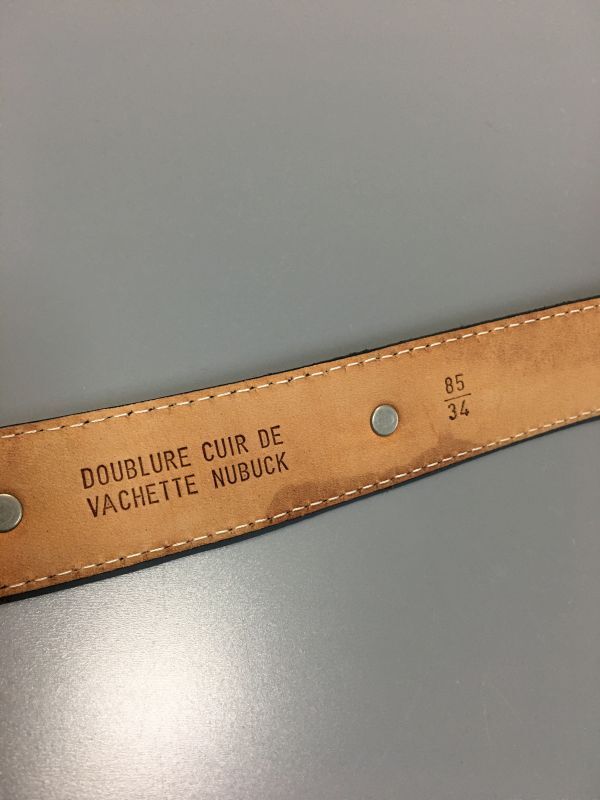 DOUBLURE CUIR DE
VACHETTE NUBUCK
85
34